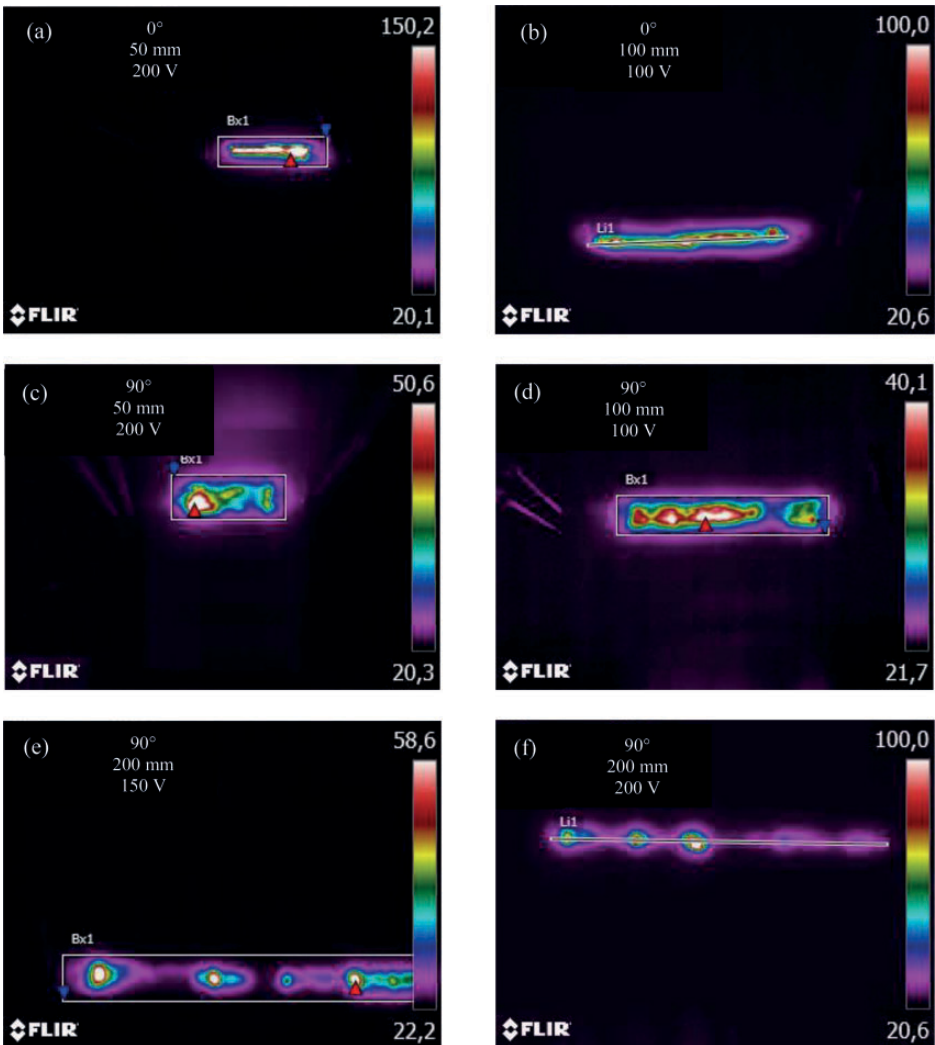 (a)
0°
50 mm
200 V
150,2
Bx1
FLIR
20,1
(b)
0°
100 mm
100 V
100,0
Li1
FLIR
20,6
(c)
90°
50 mm
200 V
50,6
Bx1
FLIR
20,3
(d)
90°
100 mm
100 V
40,1
Bx1
FLIR
21,7
(e)
90°
200 mm
150 V
58,6
Bx1
FLIR
22,2
(f)
90°
200 mm
200 V
100,0
Li1
FLIR
20,6